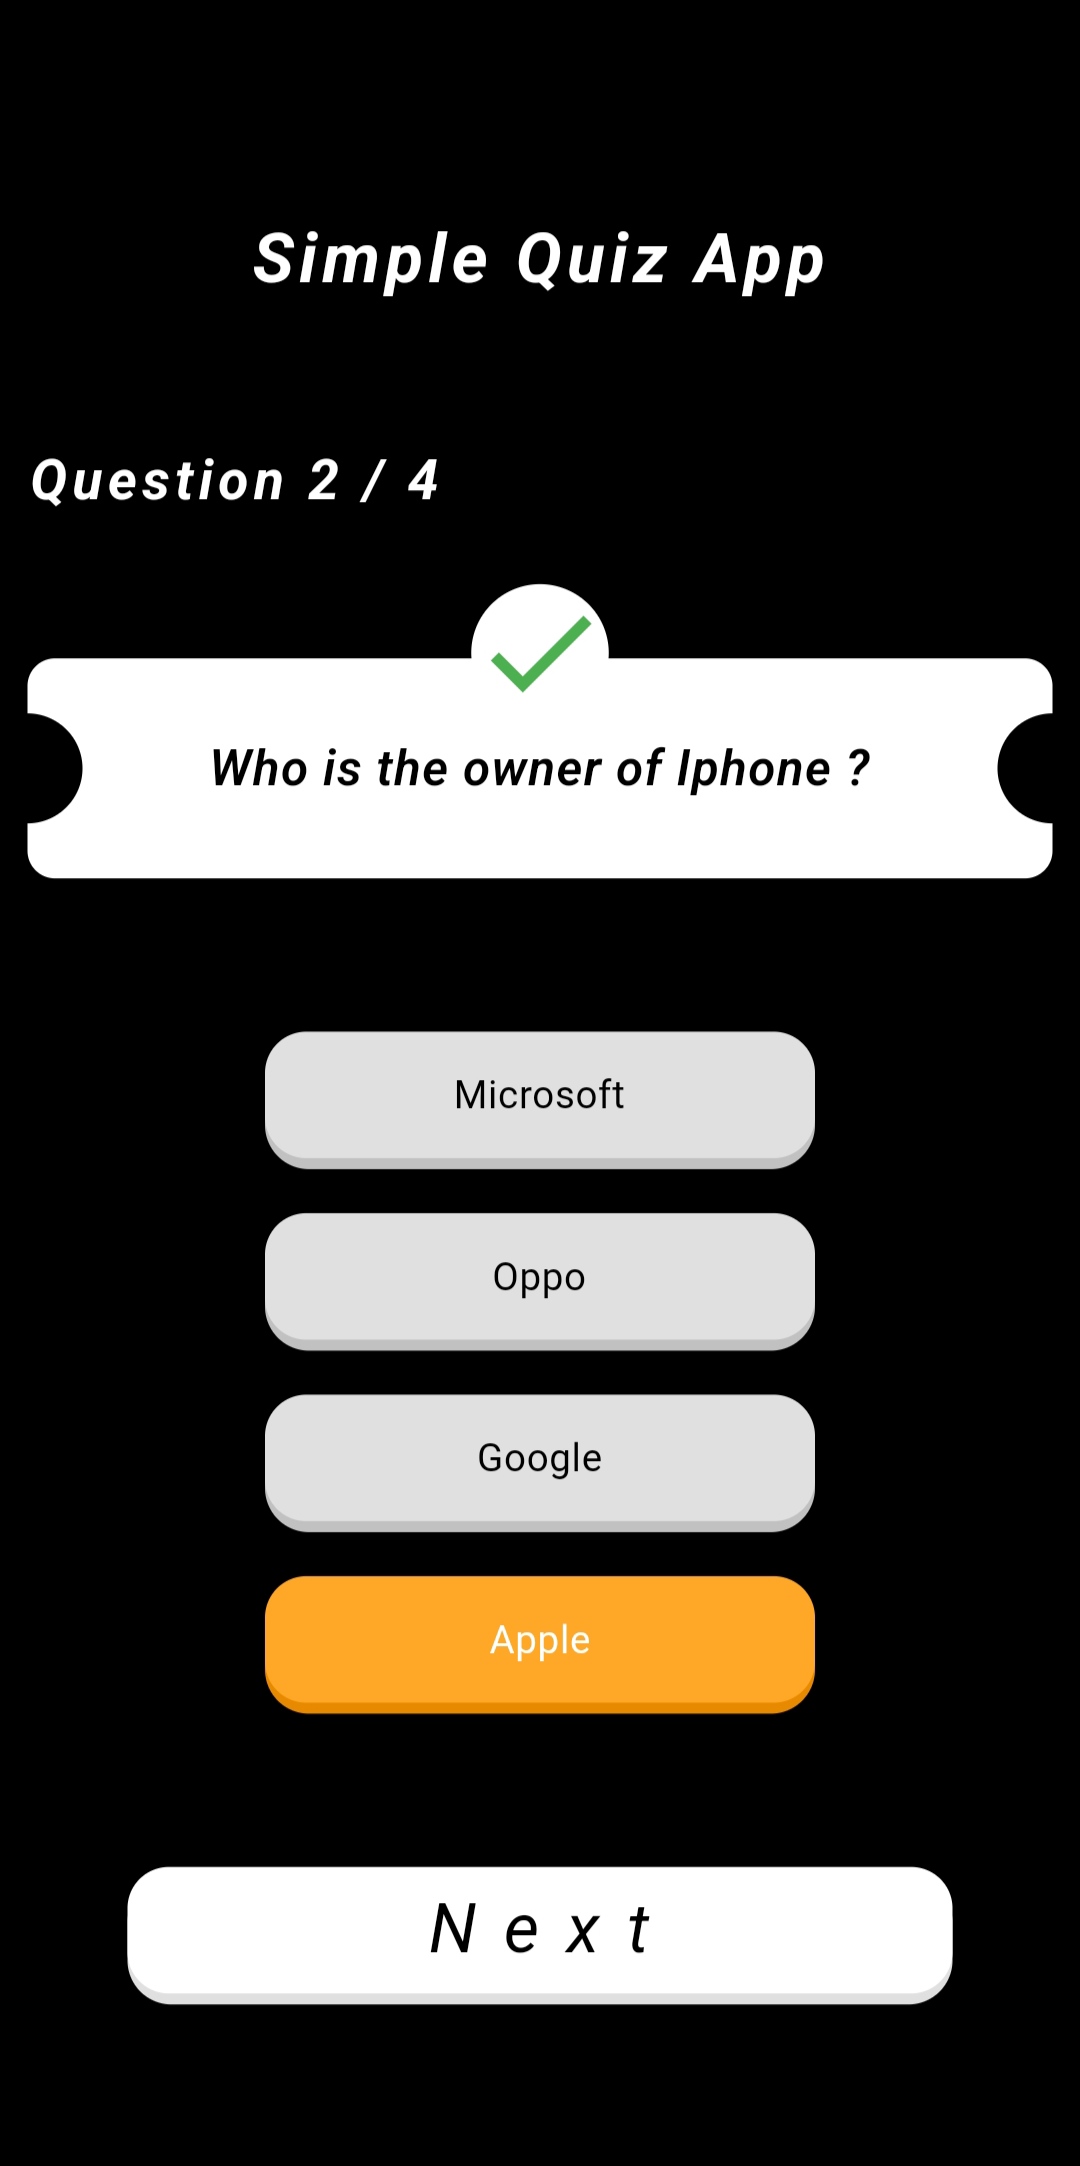 Simple Quiz App
Question 2 / 4
Who is the owner of Iphone ?
Microsoft
Oppo
Google
Apple
Next